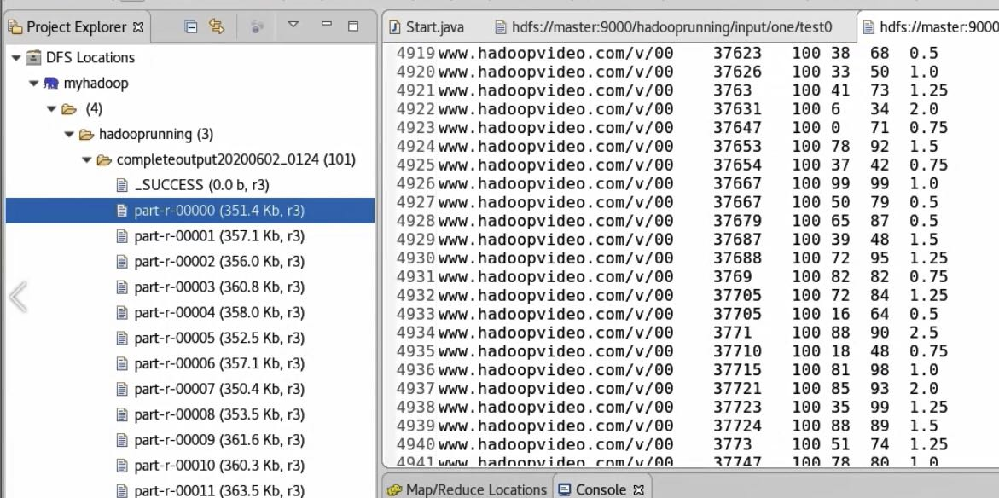 Project Explorer
DFS Locations
myhadoop
(4)
hadooprunning (3)
completeoutput20200602_0124 (101)
_SUCCESS (0.0 b, r3)
part-r-00000 (351.4 Kb, r3)
part-r-00001 (357.1 Kb, r3)
part-r-00002 (356.0 Kb, r3)
part-r-00003 (360.8 Kb, r3)
part-r-00004 (358.0 Kb, r3)
part-r-00005 (352.5 Kb, r3)
part-r-00006 (357.1 Kb, r3)
part-r-00007 (350.4 Kb, r3)
part-r-00008 (353.5 Kb, r3)
part-r-00009 (361.6 Kb, r3)
part-r-00010 (360.3 Kb, r3)
part-r-00011 (363.5 Kb, r3)
Start.java hdfs://master:9000/hadooprunning/input/one/test0 hdfs://master:9000
4919 www.hadoopvideo.com/v/00 37623 100 38 68 0.5
4920 www.hadoopvideo.com/v/00 37626 100 33 50 1.0
4921 www.hadoopvideo.com/v/00 3763 100 41 73 1.25
4922 www.hadoopvideo.com/v/00 37631 100 6 34 2.0
4923 www.hadoopvideo.com/v/00 37647 100 0 71 0.75
4924 www.hadoopvideo.com/v/00 37653 100 78 92 1.5
4925 www.hadoopvideo.com/v/00 37654 100 37 42 0.75
4926 www.hadoopvideo.com/v/00 37667 100 99 99 1.0
4927 www.hadoopvideo.com/v/00 37667 100 50 79 0.5
4928 www.hadoopvideo.com/v/00 37679 100 65 87 0.5
4929 www.hadoopvideo.com/v/00 37687 100 39 48 1.5
4930 www.hadoopvideo.com/v/00 37688 100 72 95 1.25
4931 www.hadoopvideo.com/v/00 3769 100 82 82 0.75
4932 www.hadoopvideo.com/v/00 37705 100 72 84 1.25
4933 www.hadoopvideo.com/v/00 37705 100 16 64 0.5
4934 www.hadoopvideo.com/v/00 3771 100 88 90 2.5
4935 www.hadoopvideo.com/v/00 37710 100 18 48 0.75
4936 www.hadoopvideo.com/v/00 37715 100 81 98 1.0
4937 www.hadoopvideo.com/v/00 37721 100 85 93 2.0
4938 www.hadoopvideo.com/v/00 37723 100 35 99 1.25
4939 www.hadoopvideo.com/v/00 37724 100 88 89 1.5
4940 www.hadoopvideo.com/v/00 3773 100 51 74 1.25
4941 www.hadoopvideo.com/v/00 37747 100 78 80 1.0
Map/Reduce Locations Console